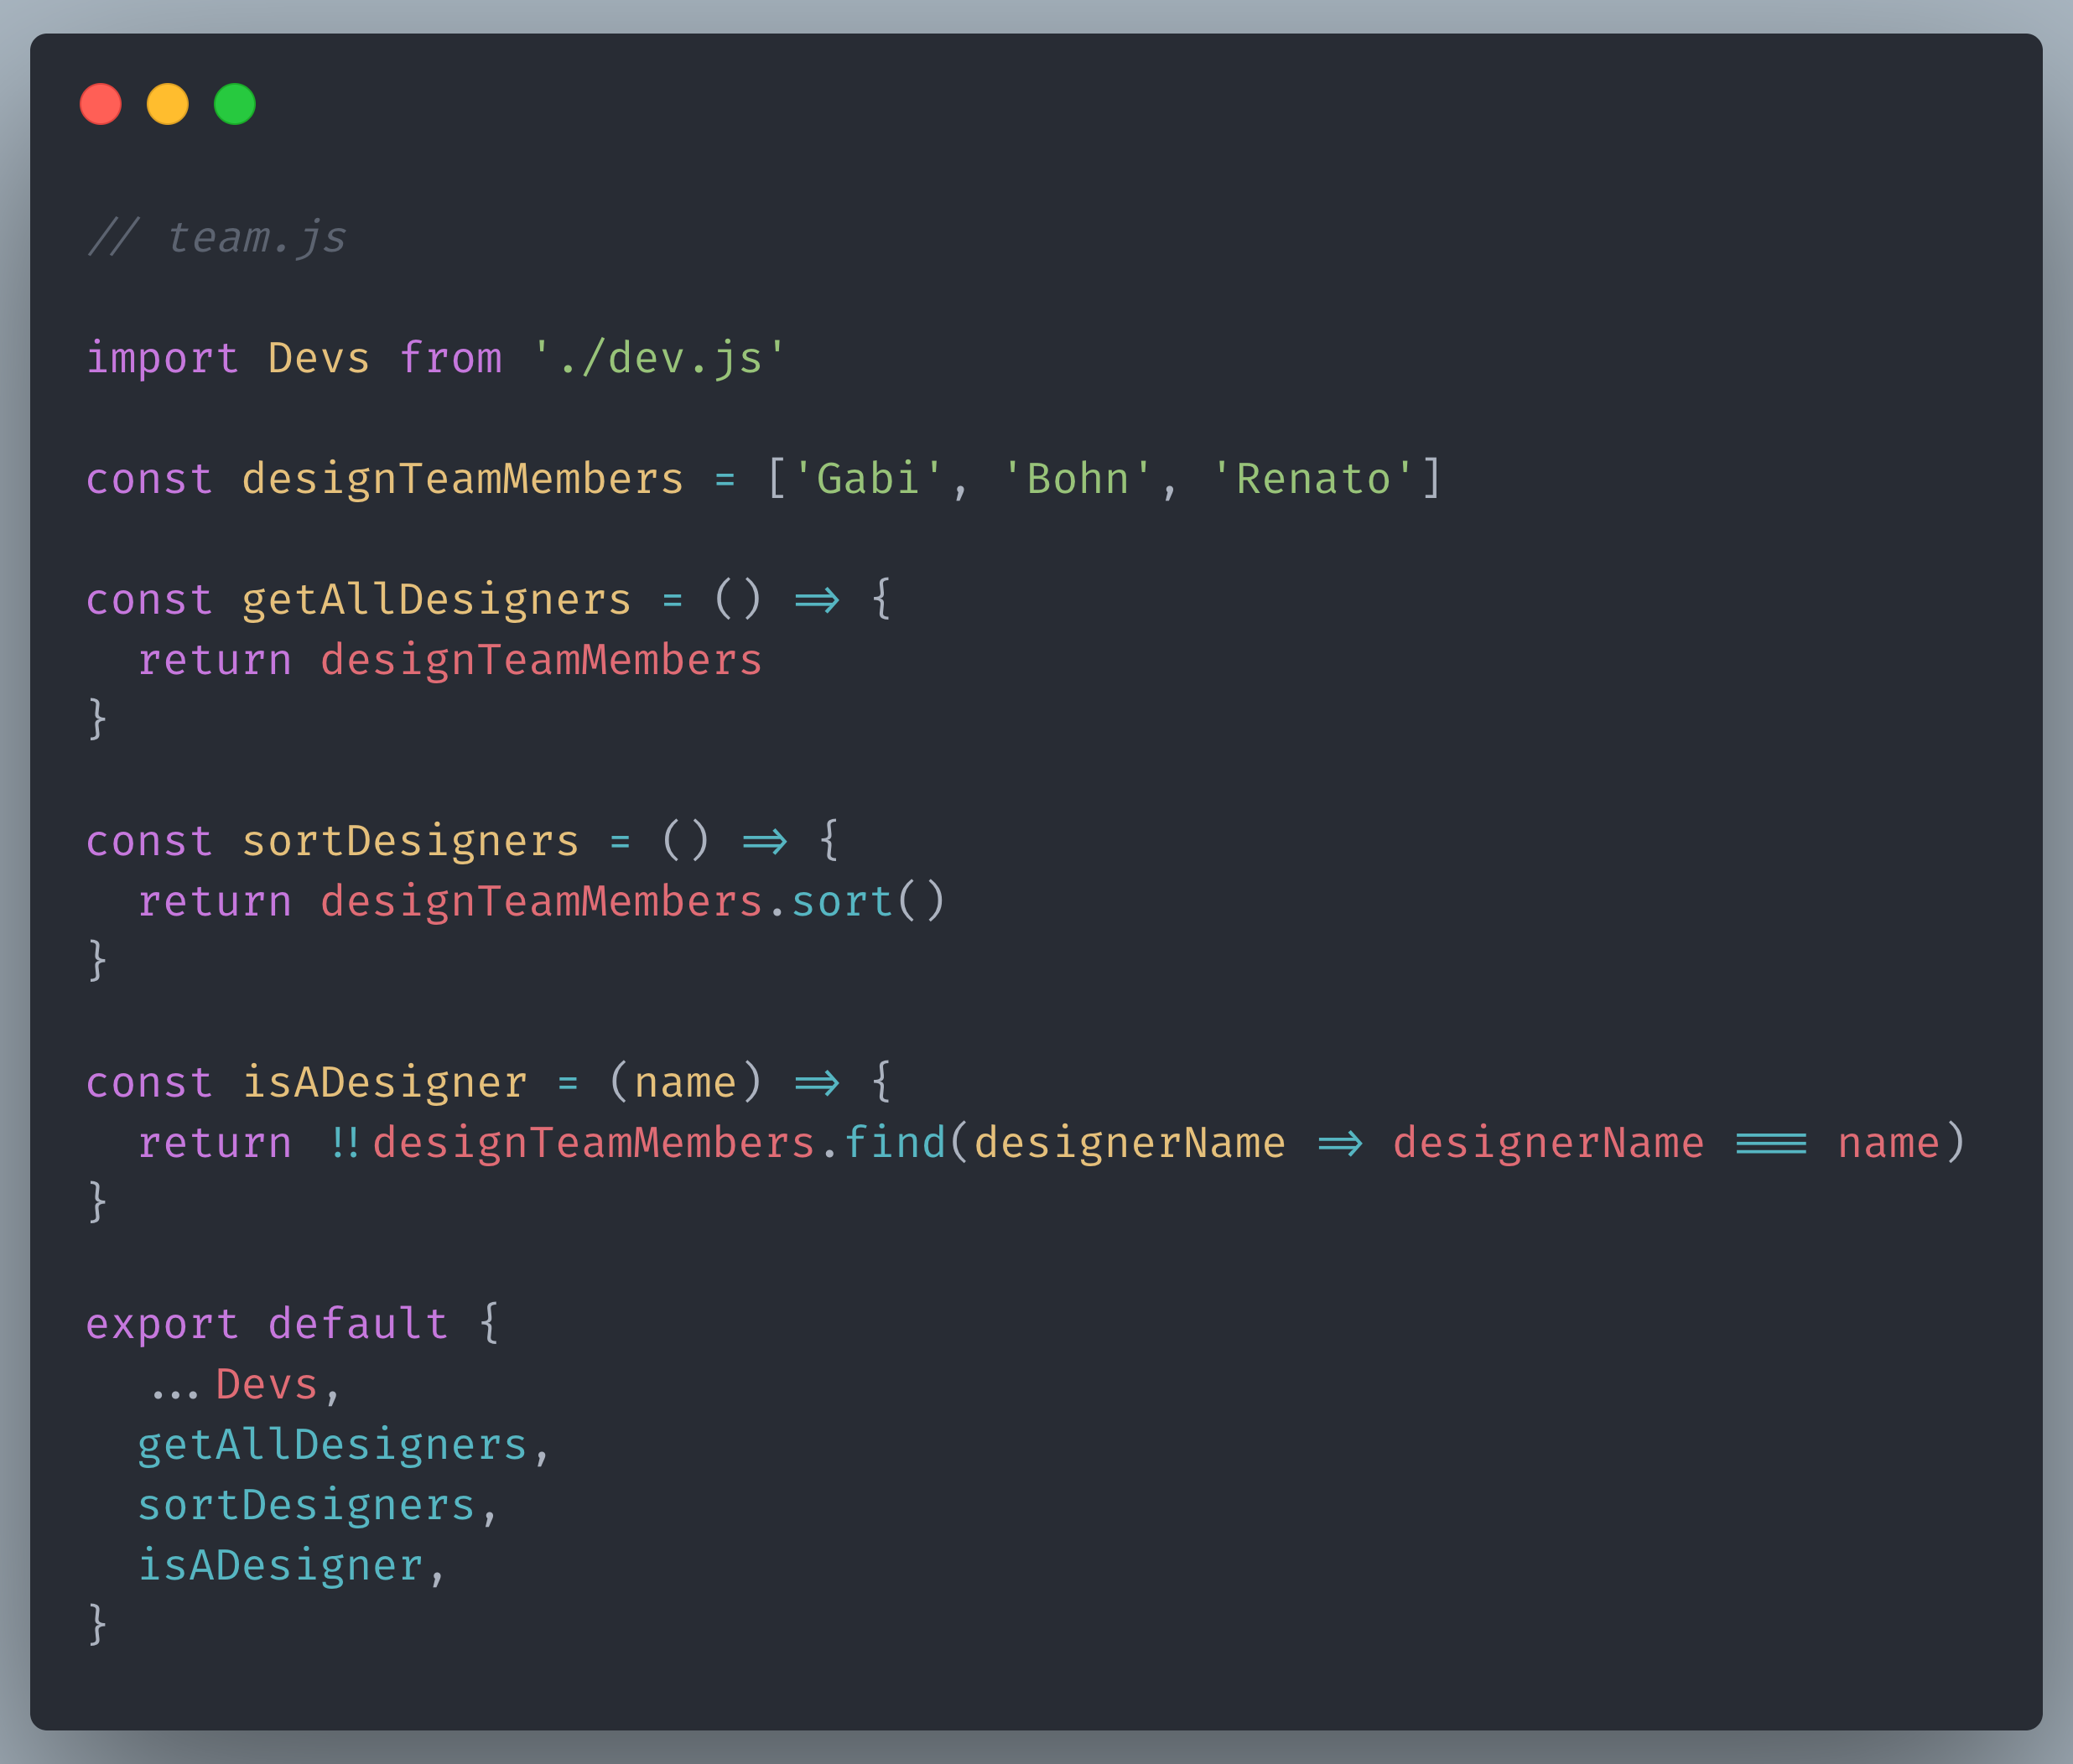 // team.js
import Devs from './dev.js'
const designTeamMembers = ['Gabi', 'Bohn', 'Renato']
const getAllDesigners = () => {
  return designTeamMembers
}
const sortDesigners = () => {
  return designTeamMembers.sort()
}
const isADesigner = (name) => {
  return !!designTeamMembers.find(designerName => designerName === name)
}
export default {
  ...Devs,
  getAllDesigners,
  sortDesigners,
  isADesigner,
}